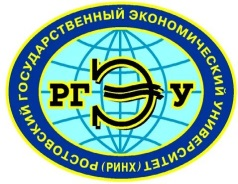 РОСТОВСКИЙ ГОСУДАРСТВЕННЫЙ ЭКОНОМИЧЕСКИЙ УНИВЕРСИТЕТ
(РИНХ)
РГЭУ